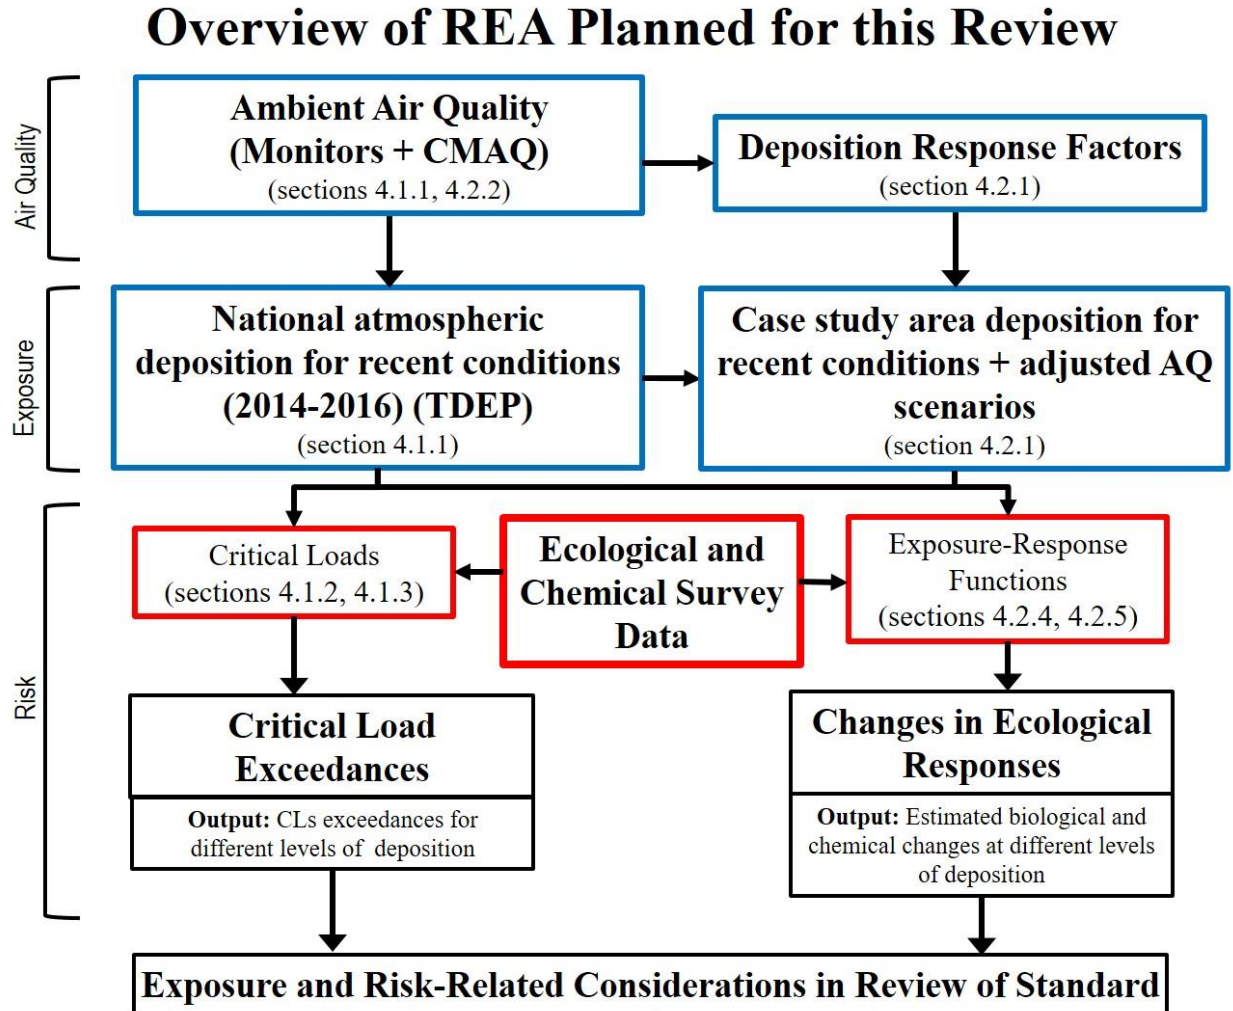 Overview of REA Planned for this Review
Air Quality
Ambient Air Quality
(Monitors + CMAQ)
(sections 4.1.1, 4.2.2)
Deposition Response Factors
(section 4.2.1)
Exposure
National atmospheric
deposition for recent conditions
(2014-2016) (TDEP)
(section 4.1.1)
Case study area deposition for
recent conditions + adjusted AQ
scenarios
(section 4.2.1)
Risk
Critical Loads
(sections 4.1.2, 4.1.3)
Ecological and
Chemical Survey
Data
Exposure-Response
Functions
(sections 4.2.4, 4.2.5)
Critical Load
Exceedances
Output: CLs exceedances for
different levels of deposition
Changes in Ecological
Responses
Output: Estimated biological and
chemical changes at different levels
of deposition
Exposure and Risk-Related Considerations in Review of Standard